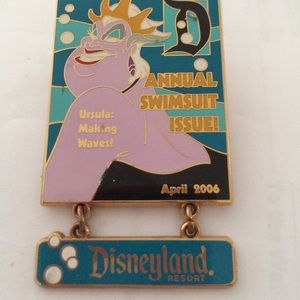 D
ANNUAL
SWIMSUIT
ISSUE!
Ursula:
Making
Waves!
April 2006
Disneyland®
RESORT